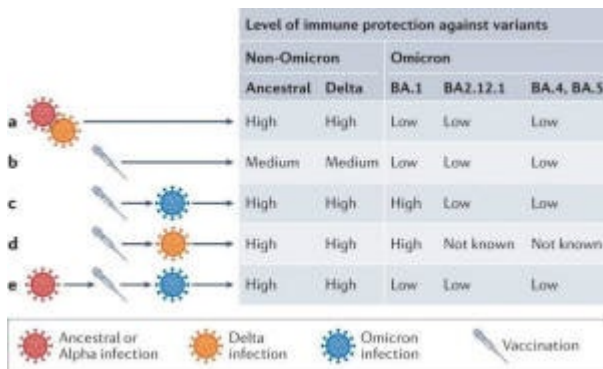 Level of immune protection against variants
Non-Omicron Omicron
Ancestral Delta BA.1 BA2.12.1 BA.4, BA.5
a High High Low Low Low
b Medium Medium Low Low Low
c High High High Low Low
d High High High Not known Not known
e High High Low Low Low
Ancestral or Alpha infection
Delta infection
Omicron infection
Vaccination